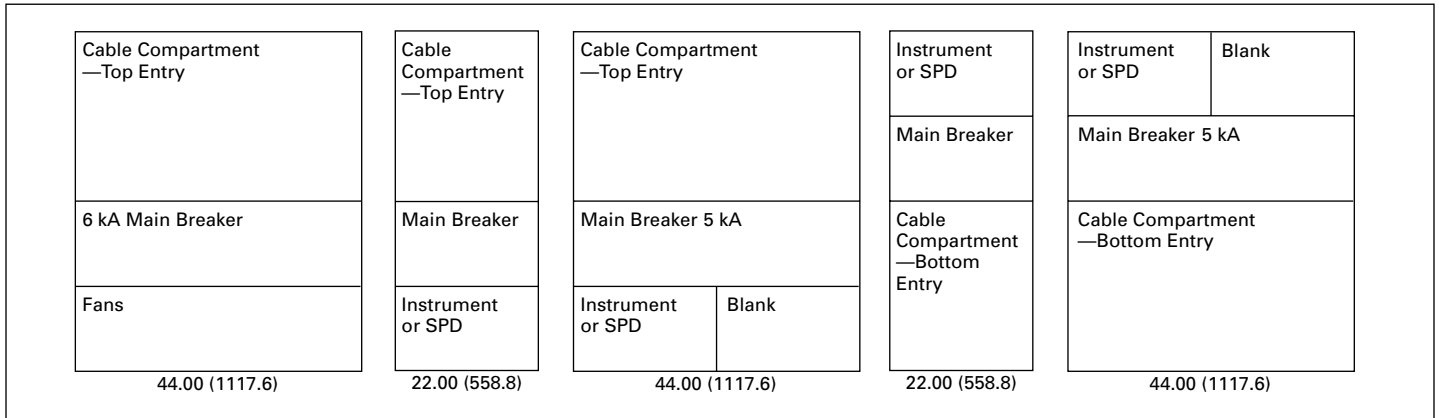 Cable Compartment
—Top Entry
6 kA Main Breaker
Fans
44.00 (1117.6)
Cable
Compartment
—Top Entry
Main Breaker
Instrument
or SPD
22.00 (558.8)
Cable Compartment
—Top Entry
Main Breaker 5 kA
Instrument
or SPD
Blank
44.00 (1117.6)
Instrument
or SPD
Main Breaker
Cable
Compartment
—Bottom
Entry
22.00 (558.8)
Instrument
or SPD
Blank
Main Breaker 5 kA
Cable Compartment
—Bottom Entry
44.00 (1117.6)